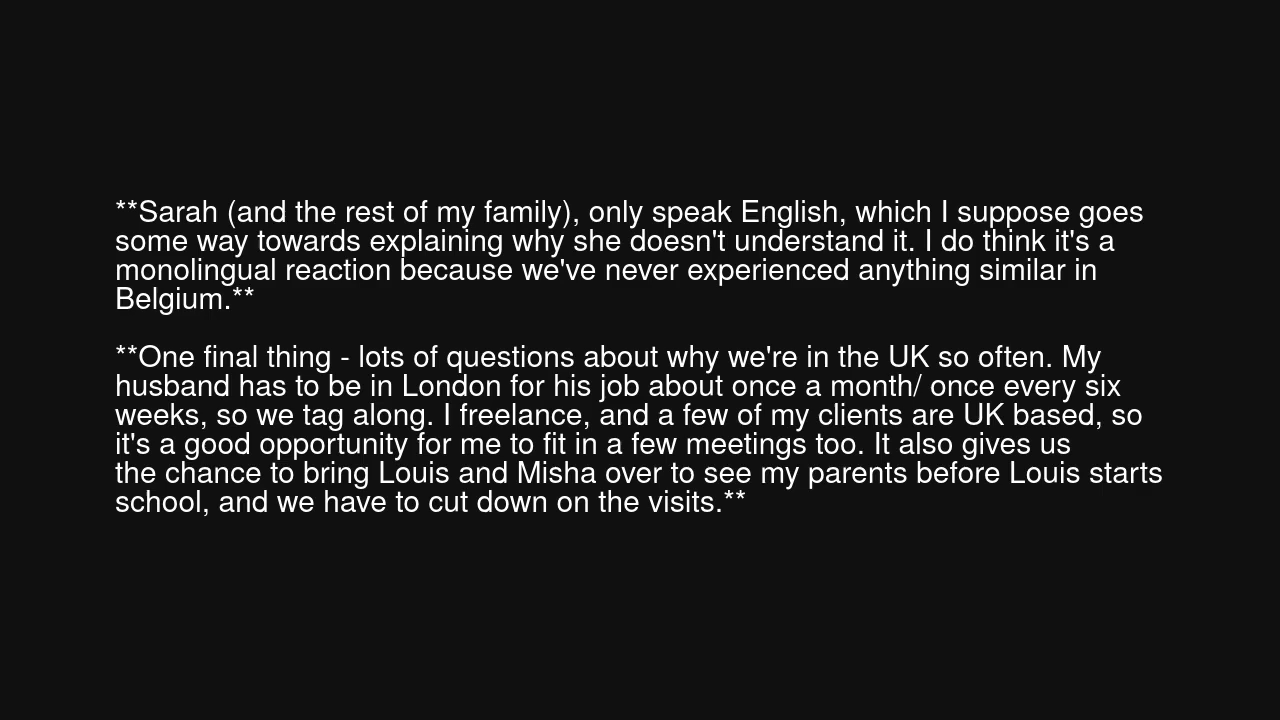 **Sarah (and the rest of my family), only speak English, which I suppose goes
some way towards explaining why she doesn't understand it. I do think it's a
monolingual reaction because we've never experienced anything similar in
Belgium.**
**One final thing - lots of questions about why we're in the UK so often. My
husband has to be in London for his job about once a month/ once every six
weeks, so we tag along. I freelance, and a few of my clients are UK based, so
it's a good opportunity for me to fit in a few meetings too. It also gives us
the chance to bring Louis and Misha over to see my parents before Louis starts
school, and we have to cut down on the visits.**